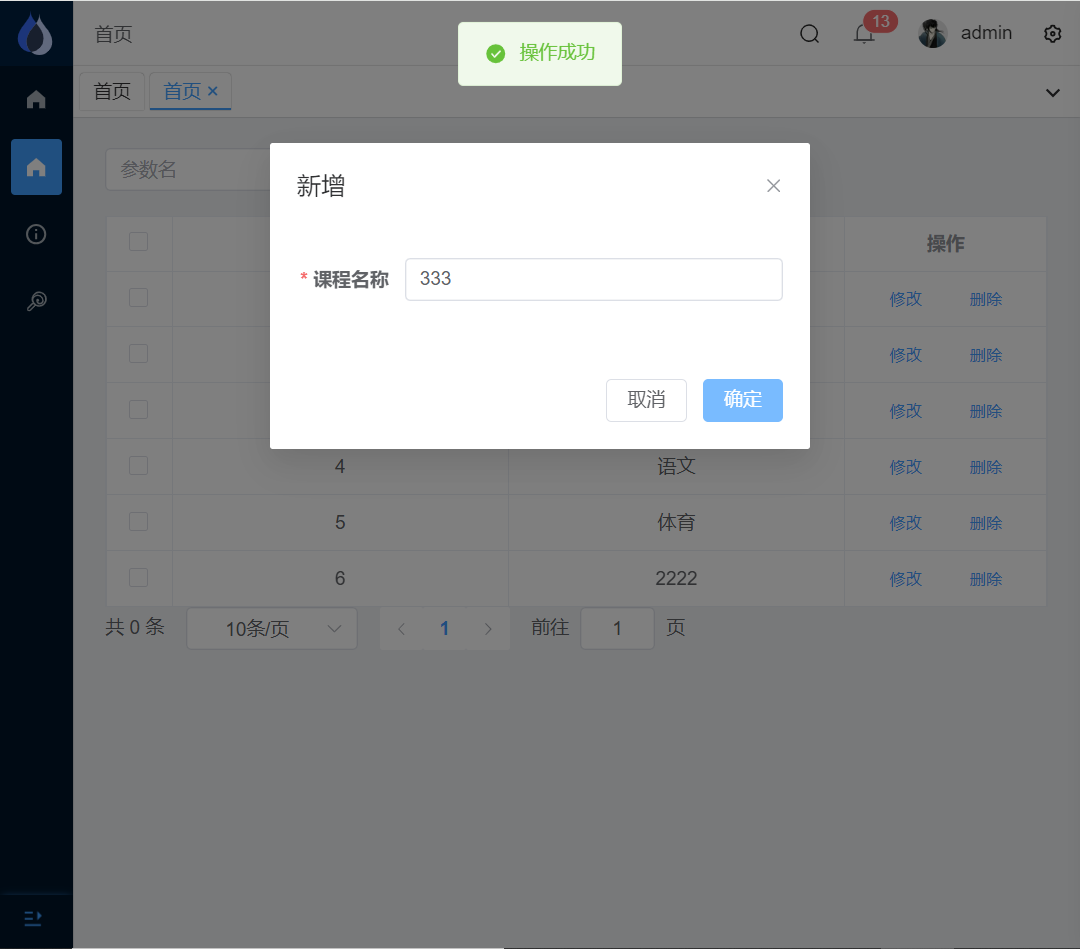 首页
操作成功
13
admin
首页
首页
参数名
新增
* 课程名称
333
取消
确定
操作
修改 删除
修改 删除
修改 删除
4 语文 修改 删除
5 体育 修改 删除
6 2222 修改 删除
共 0 条
10条/页
1
前往 1 页